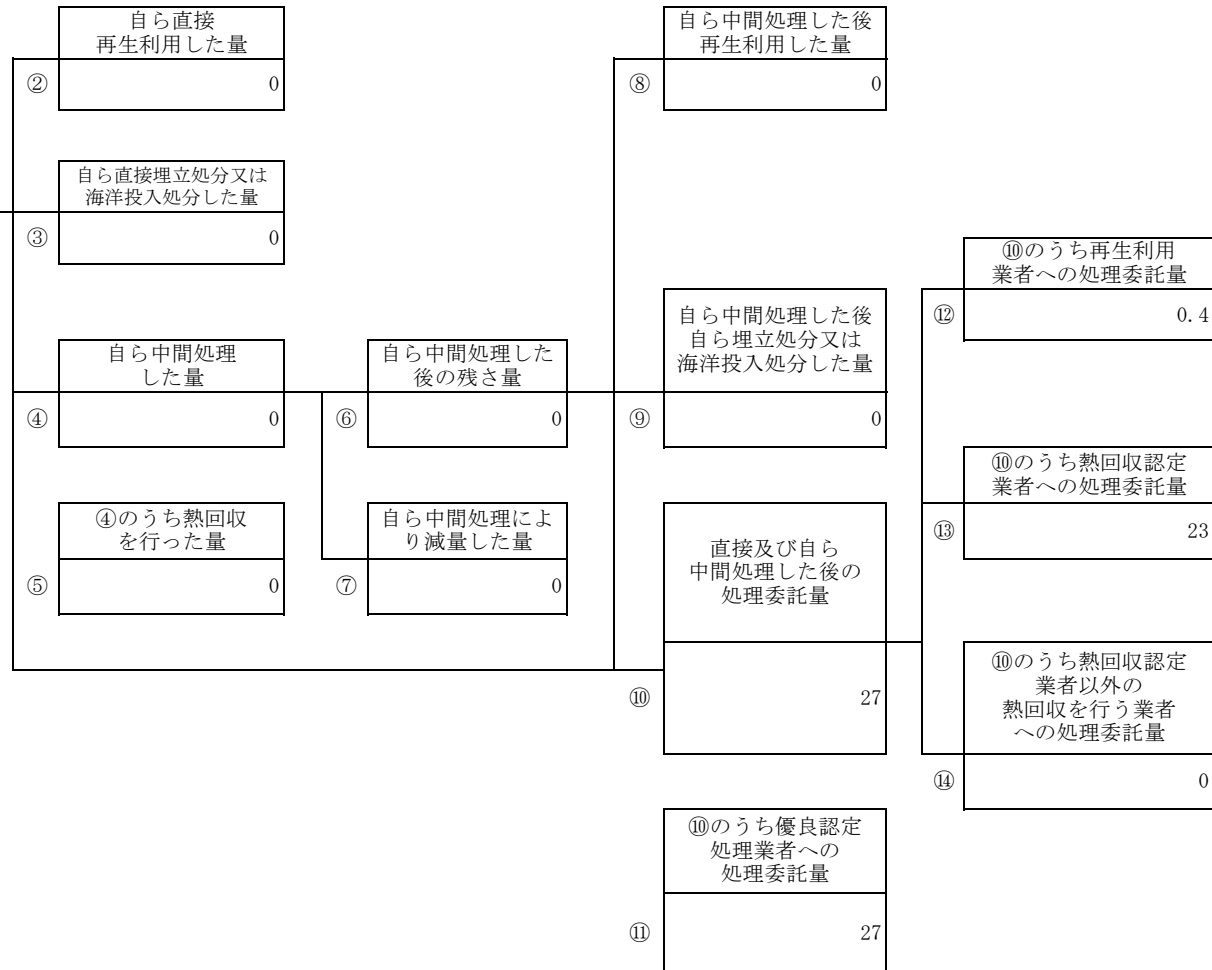 自ら直接
再生利用した量
②
0
自ら直接埋立処分又は
海洋投入処分した量
③
0
自ら中間処理
した量
④
0
④のうち熱回収
を行った量
⑤
0
自ら中間処理した
後の残さ量
⑥
0
自ら中間処理によ
り減量した量
⑦
0
自ら中間処理した後
再生利用した量
⑧
0
自ら中間処理した後
自ら埋立処分又は
海洋投入処分した量
⑨
0
直接及び自ら
中間処理した後の
処理委託量
⑩
27
⑩のうち優良認定
処理業者への
処理委託量
⑪
27
⑩のうち再生利用
業者への処理委託量
⑫
0.4
⑩のうち熱回収認定
業者への処理委託量
⑬
23
⑩のうち熱回収認定
業者以外の
熱回収を行う業者
への処理委託量
⑭
0